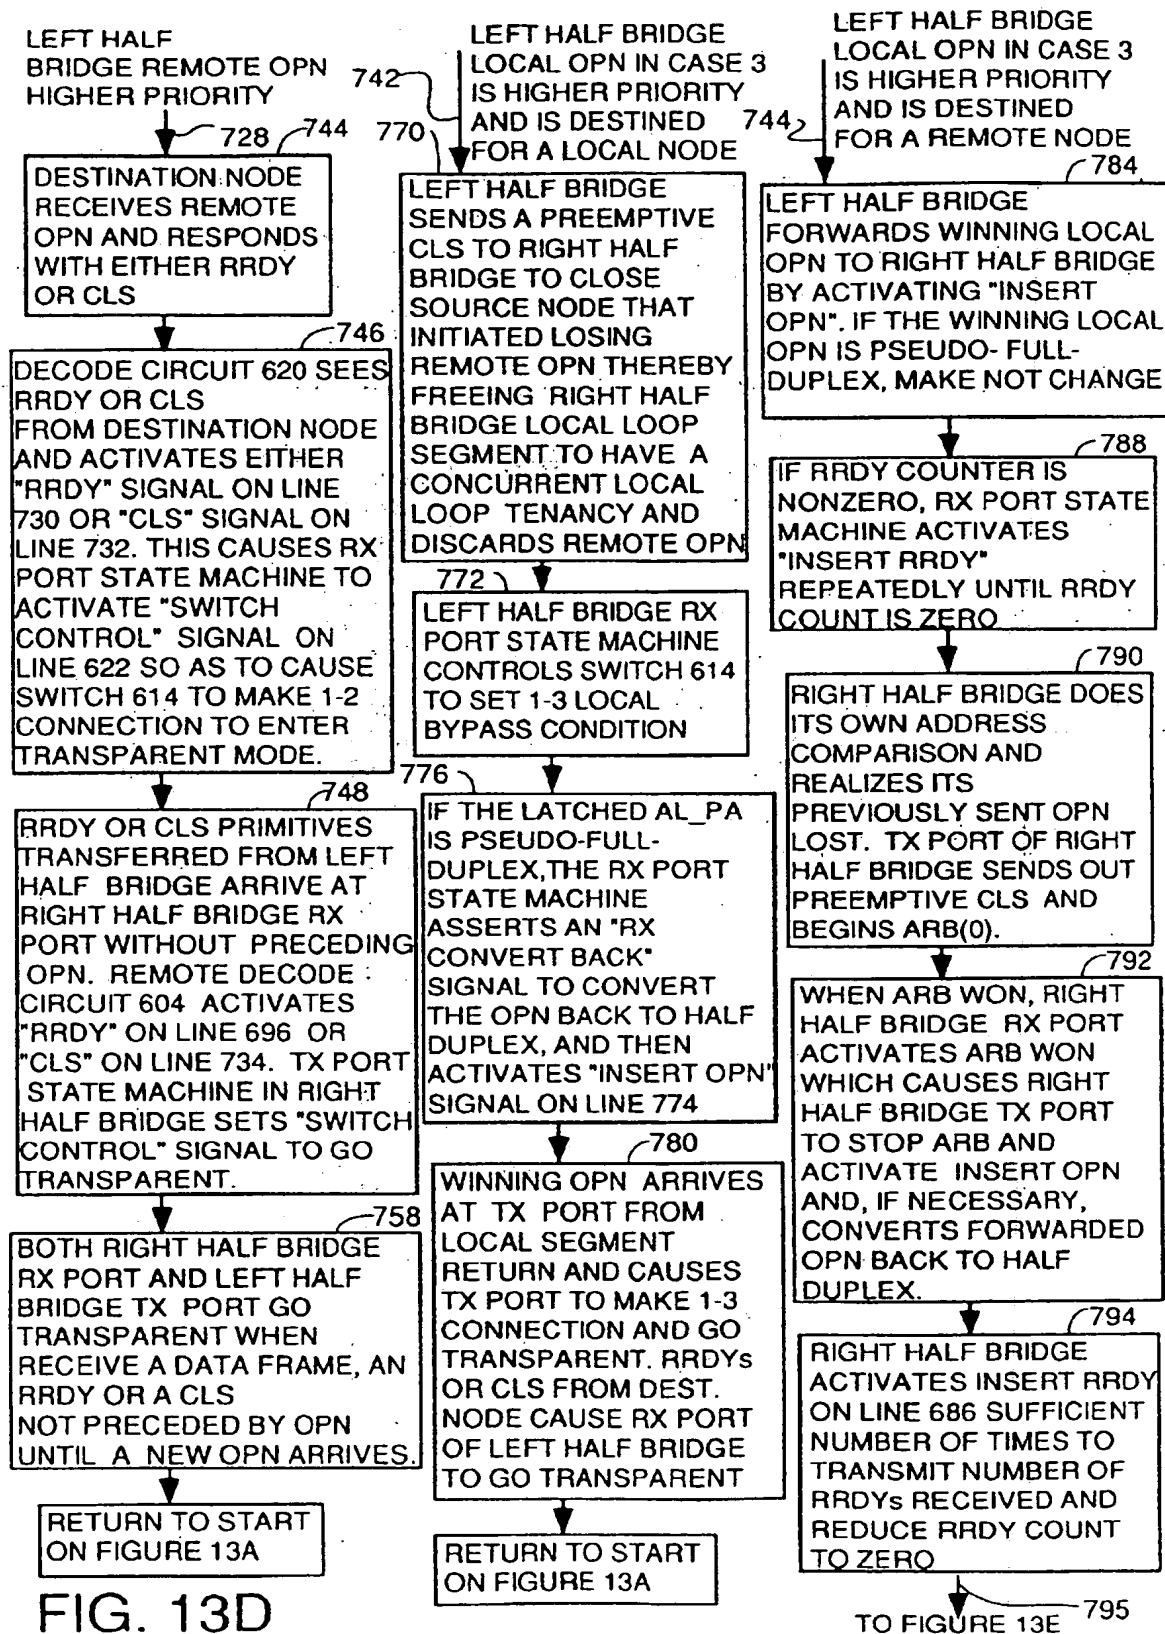 LEFT HALF
BRIDGE REMOTE OPN
HIGHER PRIORITY
728
744
DESTINATION NODE
RECEIVES REMOTE
OPN AND RESPONDS
WITH EITHER RRDY
OR CLS
746
DECODE CIRCUIT 620 SEES
RRDY OR CLS
FROM DESTINATION NODE
AND ACTIVATES EITHER
"RRDY" SIGNAL ON LINE
730 OR "CLS" SIGNAL ON
LINE 732. THIS CAUSES RX
PORT STATE MACHINE TO
ACTIVATE "SWITCH
CONTROL" SIGNAL ON
LINE 622 SO AS TO CAUSE
SWITCH 614 TO MAKE 1-2
CONNECTION TO ENTER
TRANSPARENT MODE.
748
RRDY OR CLS PRIMITIVES
TRANSFERRED FROM LEFT
HALF BRIDGE ARRIVE AT
RIGHT HALF BRIDGE RX
PORT WITHOUT PRECEDING
OPN. REMOTE DECODE
CIRCUIT 604 ACTIVATES
"RRDY" ON LINE 696 OR
"CLS" ON LINE 734. TX PORT
STATE MACHINE IN RIGHT
HALF BRIDGE SETS "SWITCH
CONTROL" SIGNAL TO GO
TRANSPARENT.
758
BOTH RIGHT HALF BRIDGE
RX PORT AND LEFT HALF
BRIDGE TX PORT GO
TRANSPARENT WHEN
RECEIVE A DATA FRAME, AN
RRDY OR A CLS
NOT PRECEDED BY OPN
UNTIL A NEW OPN ARRIVES.
RETURN TO START
ON FIGURE 13A
FIG. 13D
LEFT HALF BRIDGE
LOCAL OPN IN CASE 3
IS HIGHER PRIORITY
AND IS DESTINED
FOR A LOCAL NODE
742
770
LEFT HALF BRIDGE
SENDS A PREEMPTIVE
CLS TO RIGHT HALF
BRIDGE TO CLOSE
SOURCE NODE THAT
INITIATED LOSING
REMOTE OPN THEREBY
FREEING RIGHT HALF
BRIDGE LOCAL LOOP
SEGMENT TO HAVE A
CONCURRENT LOCAL
LOOP TENANCY AND
DISCARDS REMOTE OPN
772
LEFT HALF BRIDGE RX
PORT STATE MACHINE
CONTROLS SWITCH 614
TO SET 1-3 LOCAL
BYPASS CONDITION
776
IF THE LATCHED AL_PA
IS PSEUDO-FULL-
DUPLEX,THE RX PORT
STATE MACHINE
ASSERTS AN "RX
CONVERT BACK"
SIGNAL TO CONVERT
THE OPN BACK TO HALF
DUPLEX, AND THEN
ACTIVATES "INSERT OPN"
SIGNAL ON LINE 774
780
WINNING OPN ARRIVES
AT TX PORT FROM
LOCAL SEGMENT
RETURN AND CAUSES
TX PORT TO MAKE 1-3
CONNECTION AND GO
TRANSPARENT. RRDYs
OR CLS FROM DEST.
NODE CAUSE RX PORT
OF LEFT HALF BRIDGE
TO GO TRANSPARENT
RETURN TO START
ON FIGURE 13A
LEFT HALF BRIDGE
LOCAL OPN IN CASE 3
IS HIGHER PRIORITY
AND IS DESTINED
FOR A REMOTE NODE
744
784
LEFT HALF BRIDGE
FORWARDS WINNING LOCAL
OPN TO RIGHT HALF BRIDGE
BY ACTIVATING "INSERT
OPN". IF THE WINNING LOCAL
OPN IS PSEUDO- FULL-
DUPLEX, MAKE NOT CHANGE
788
IF RRDY COUNTER IS
NONZERO, RX PORT STATE
MACHINE ACTIVATES
"INSERT RRDY"
REPEATEDLY UNTIL RRDY
COUNT IS ZERO
790
RIGHT HALF BRIDGE DOES
ITS OWN ADDRESS
COMPARISON AND
REALIZES ITS
PREVIOUSLY SENT OPN
LOST. TX PORT OF RIGHT
HALF BRIDGE SENDS OUT
PREEMPTIVE CLS AND
BEGINS ARB(0).
792
WHEN ARB WON, RIGHT
HALF BRIDGE RX PORT
ACTIVATES ARB WON
WHICH CAUSES RIGHT
HALF BRIDGE TX PORT
TO STOP ARB AND
ACTIVATE INSERT OPN
AND, IF NECESSARY,
CONVERTS FORWARDED
OPN BACK TO HALF
DUPLEX.
794
RIGHT HALF BRIDGE
ACTIVATES INSERT RRDY
ON LINE 686 SUFFICIENT
NUMBER OF TIMES TO
TRANSMIT NUMBER OF
RRDYs RECEIVED AND
REDUCE RRDY COUNT
TO ZERO
795
TO FIGURE 13E